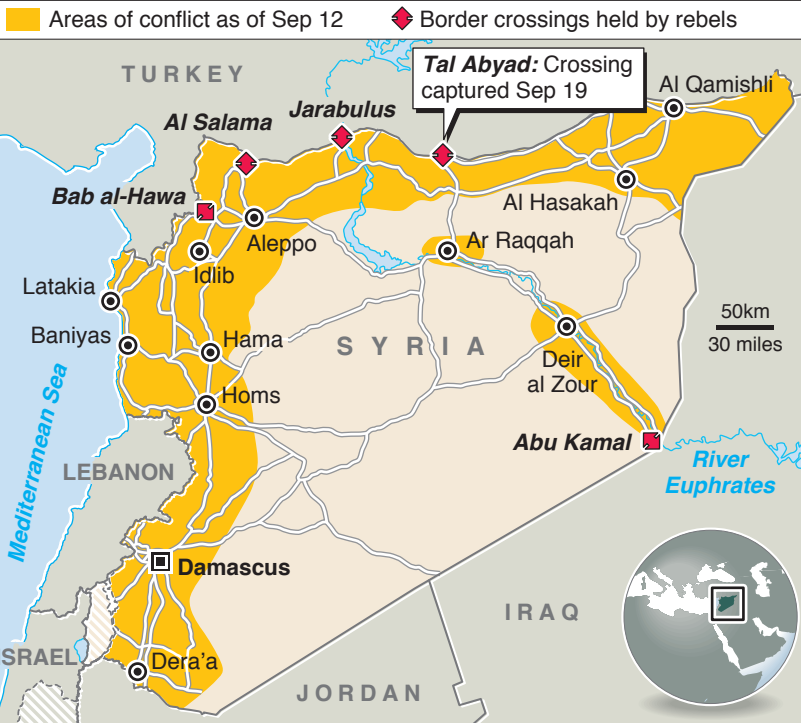 Areas of conflict as of Sep 12
Border crossings held by rebels
TURKEY
Tal Abyad: Crossing
captured Sep 19
Al Qamishli
Jarabulus
Al Salama
Bab al-Hawa
Al Hasakah
Aleppo
Ar Raqqah
Idlib
Latakia
50km
30 miles
Baniyas
Hama
SYRIA
Deir
al Zour
Homs
Mediterranean Sea
Abu Kamal
River
Euphrates
LEBANON
Damascus
IRAQ
ISRAEL
Dera'a
JORDAN